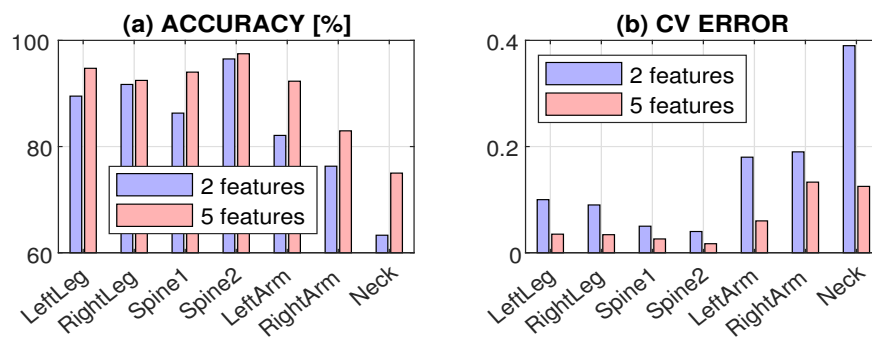 (a) ACCURACY [%]
100
80
60
2 features
5 features
LeftLeg
RightLeg
Spine1
Spine2
LeftArm
RightArm
Neck
(b) CV ERROR
0.4
0.2
0
2 features
5 features
LeftLeg
RightLeg
Spine1
Spine2
LeftArm
RightArm
Neck